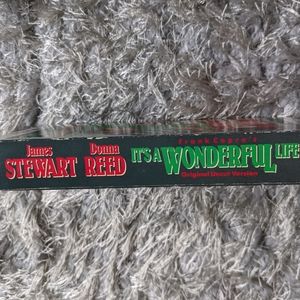 James
STEWART
Donna
REED
Frank Capra's
IT'S A WONDERFUL LIFE
Original Uncut Version